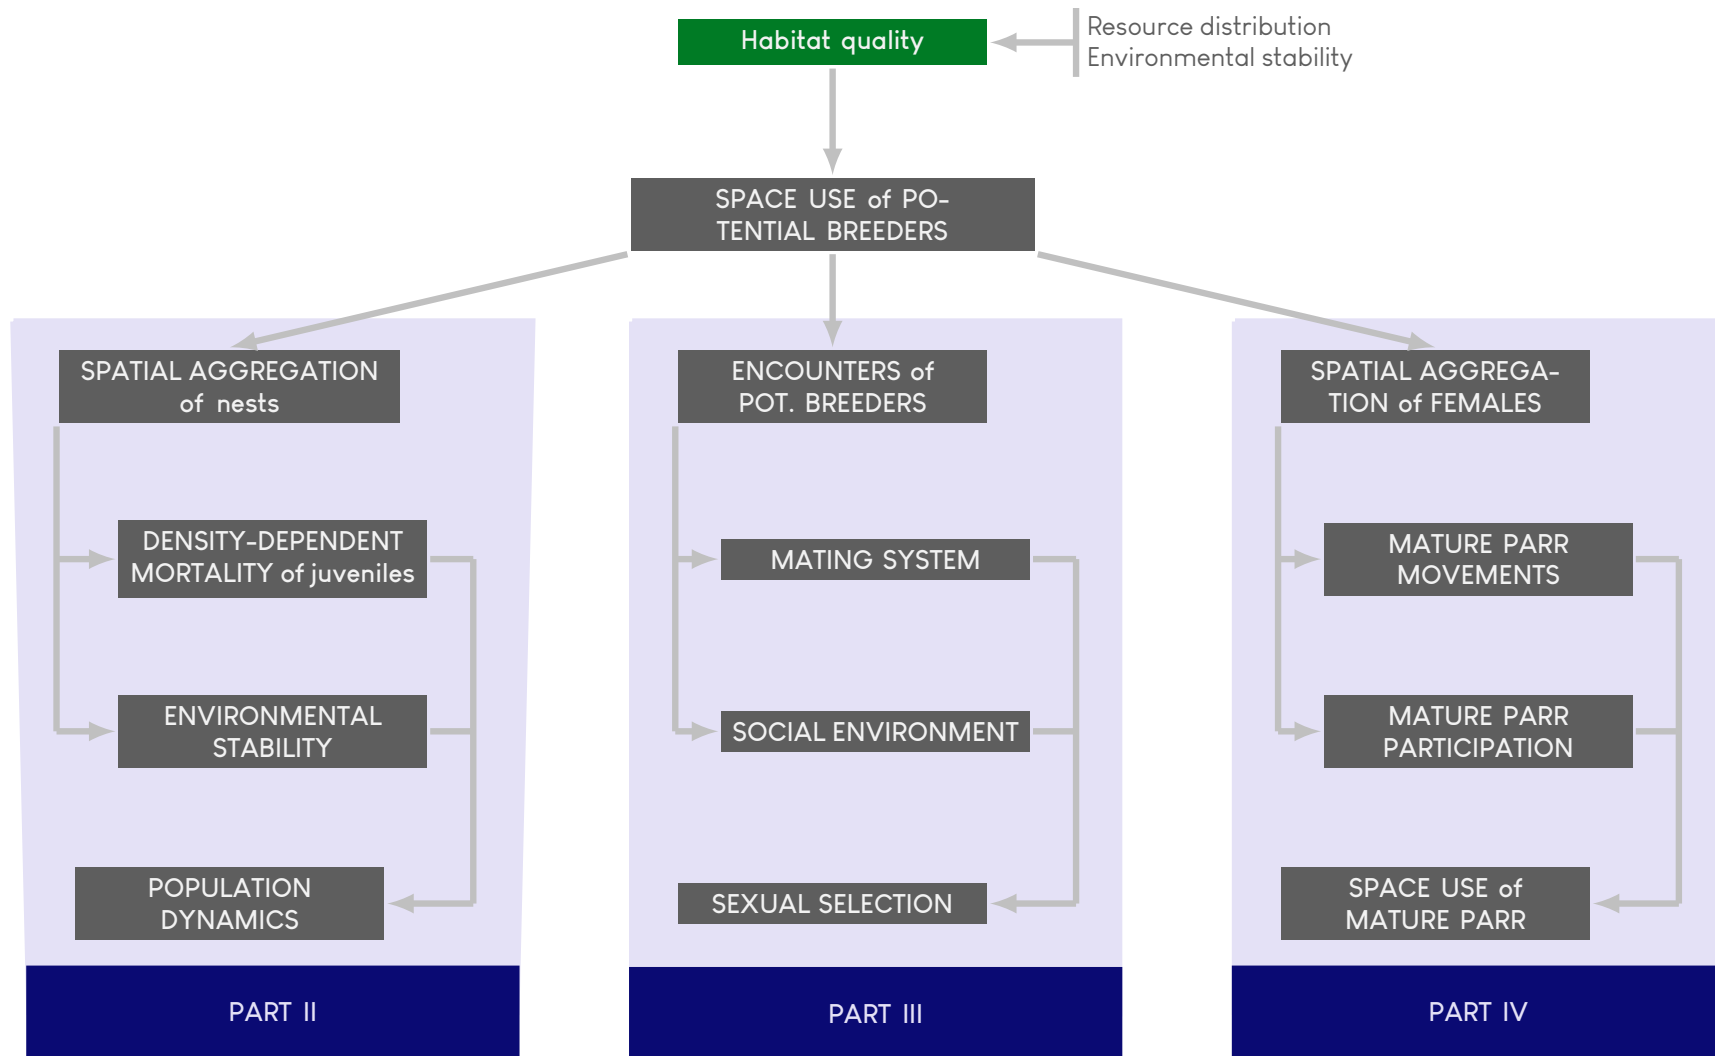 Habitat quality
Resource distribution
Environmental stability
SPACE USE of PO-
TENTIAL BREEDERS
SPATIAL AGGREGATION
of nests
DENSITY-DEPENDENT
MORTALITY of juveniles
ENVIRONMENTAL
STABILITY
POPULATION
DYNAMICS
PART II
ENCOUNTERS of
POT. BREEDERS
MATING SYSTEM
SOCIAL ENVIRONMENT
SEXUAL SELECTION
PART III
SPATIAL AGGREGA-
TION of FEMALES
MATURE PARR
MOVEMENTS
MATURE PARR
PARTICIPATION
SPACE USE of
MATURE PARR
PART IV